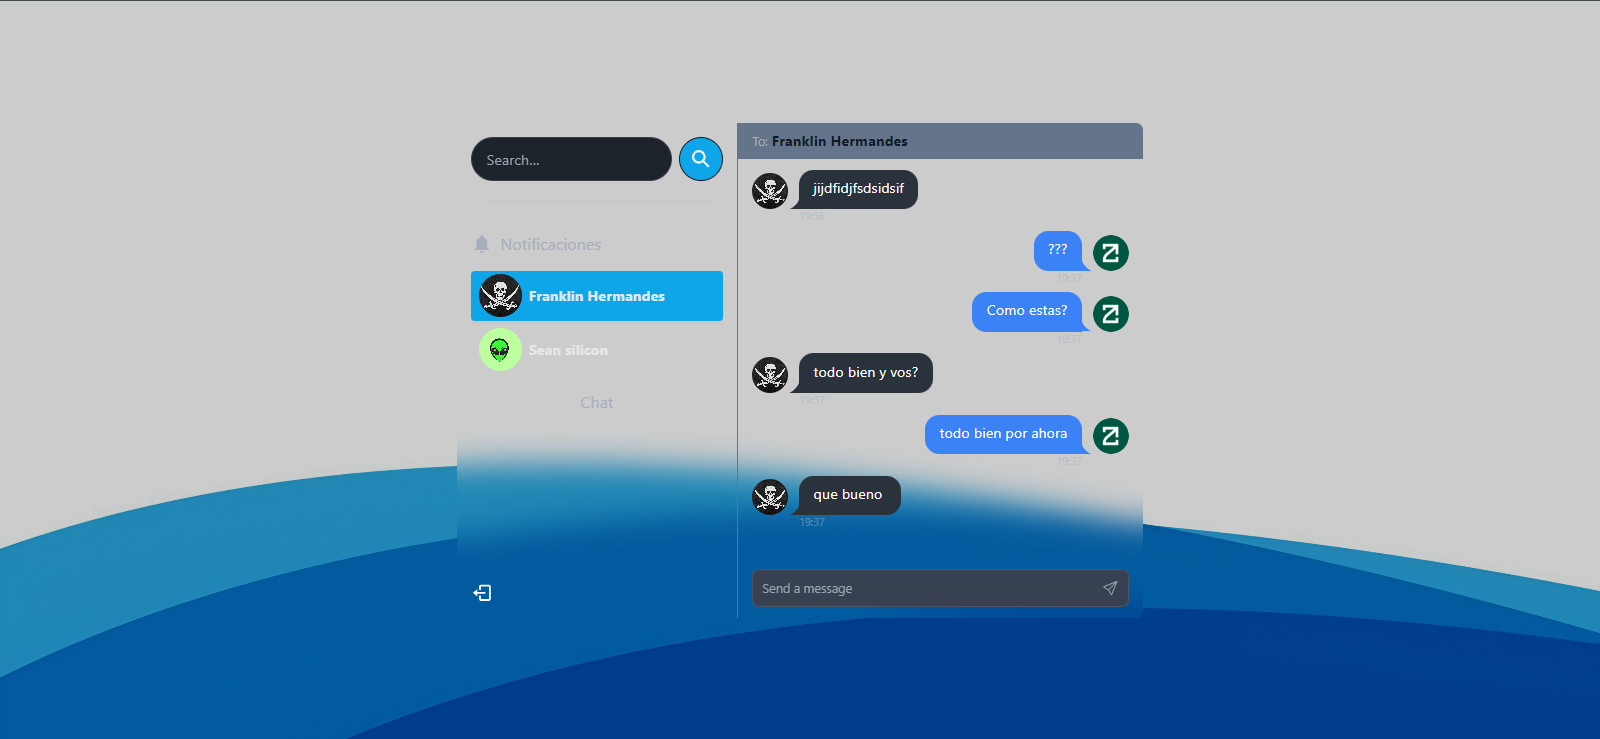 Search...
Notificaciones
Franklin Hermandes
Sean silicon
Chat
To: Franklin Hermandes
jijdfidjfsdsidsif
19:36
???
19:37
Como estas?
19:37
todo bien y vos?
19:37
todo bien por ahora
19:37
que bueno
19:37
Send a message